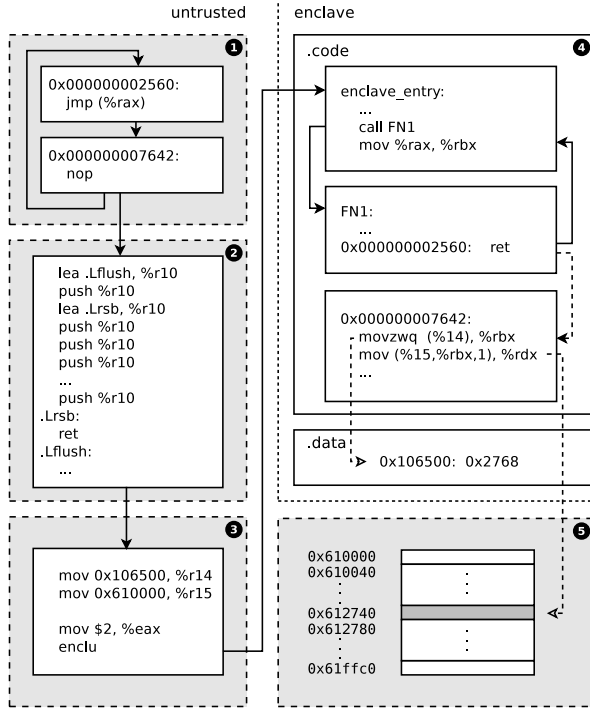 untrusted
enclave
1
0x000000002560:
jmp (%rax)
0x000000007642:
nop
2
lea .Lflush, %r10
push %r10
lea .Lrsb, %r10
push %r10
push %r10
push %r10
...
push %r10
.Lrsb:
ret
.Lflush:
...
3
mov 0x106500, %r14
mov 0x610000, %r15
mov $2, %eax
enclu
.code
4
enclave_entry:
...
call FN1
mov %rax, %rbx
FN1:
...
0x000000002560: ret
0x000000007642:
movzwq (%14), %rbx
mov (%15,%rbx,1), %rdx
...
.data
0x106500: 0x2768
5
0x610000
0x610040
0x612740
0x612780
0x61ffc0